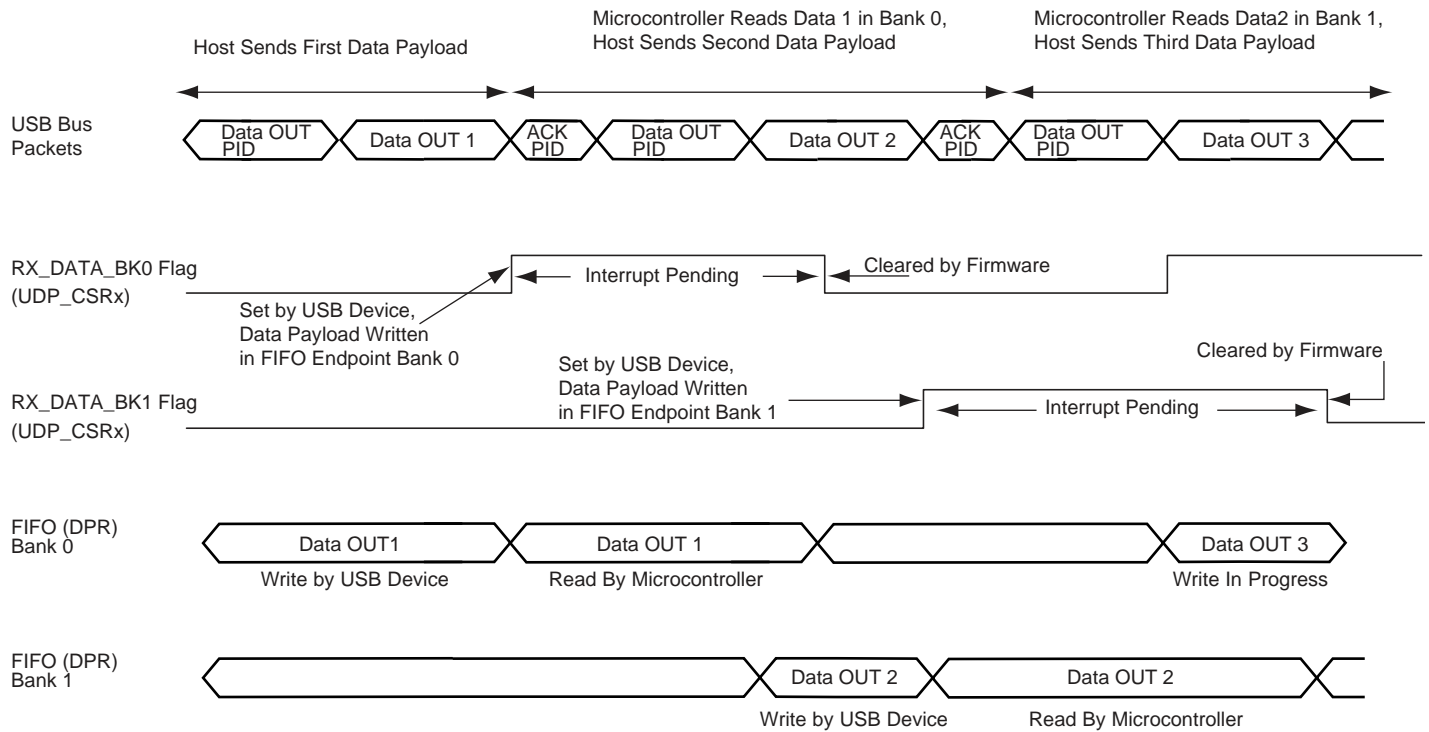 Host Sends First Data Payload
Microcontroller Reads Data 1 in Bank 0,
Host Sends Second Data Payload
Microcontroller Reads Data2 in Bank 1,
Host Sends Third Data Payload
USB Bus
Packets
Data OUT
PID
Data OUT 1
ACK
PID
Data OUT
PID
Data OUT 2
ACK
PID
Data OUT
PID
Data OUT 3
RX_DATA_BK0 Flag
(UDP_CSRx)
Interrupt Pending
Cleared by Firmware
Set by USB Device,
Data Payload Written
in FIFO Endpoint Bank 0
RX_DATA_BK1 Flag
(UDP_CSRx)
Set by USB Device,
Data Payload Written
in FIFO Endpoint Bank 1
Interrupt Pending
Cleared by Firmware
FIFO (DPR)
Bank 0
Data OUT1
Write by USB Device
Data OUT 1
Read By Microcontroller
Data OUT 3
Write In Progress
FIFO (DPR)
Bank 1
Data OUT 2
Write by USB Device
Data OUT 2
Read By Microcontroller